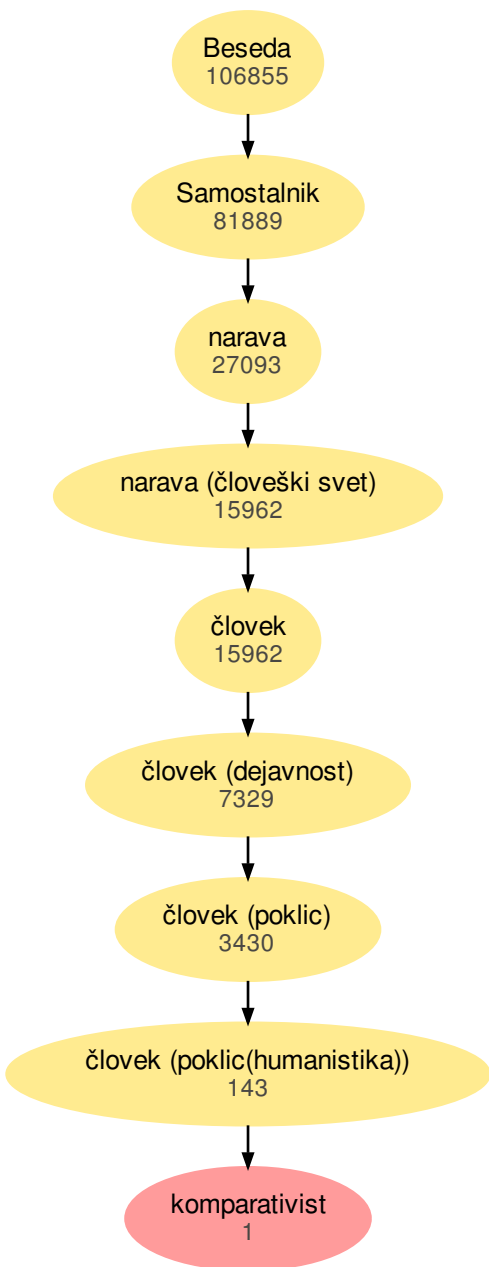 Beseda
106855
Samostalnik
81889
narava
27093
narava (človeški svet)
15962
človek
15962
človek (dejavnost)
7329
človek (poklic)
3430
človek (poklic(humanistika))
143
komparativist
1